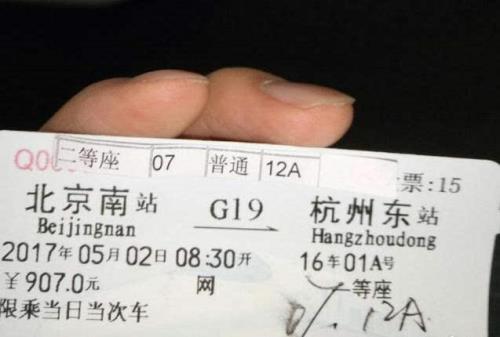 二等座 07 普通 12A
Q00 票:15
北京南站 G19 杭州东站
Beijingnan Hangzhoudong
2017年05月02日 08:30开 16车01A号
￥907.0元 网 等座
限乘当日当次车 12A